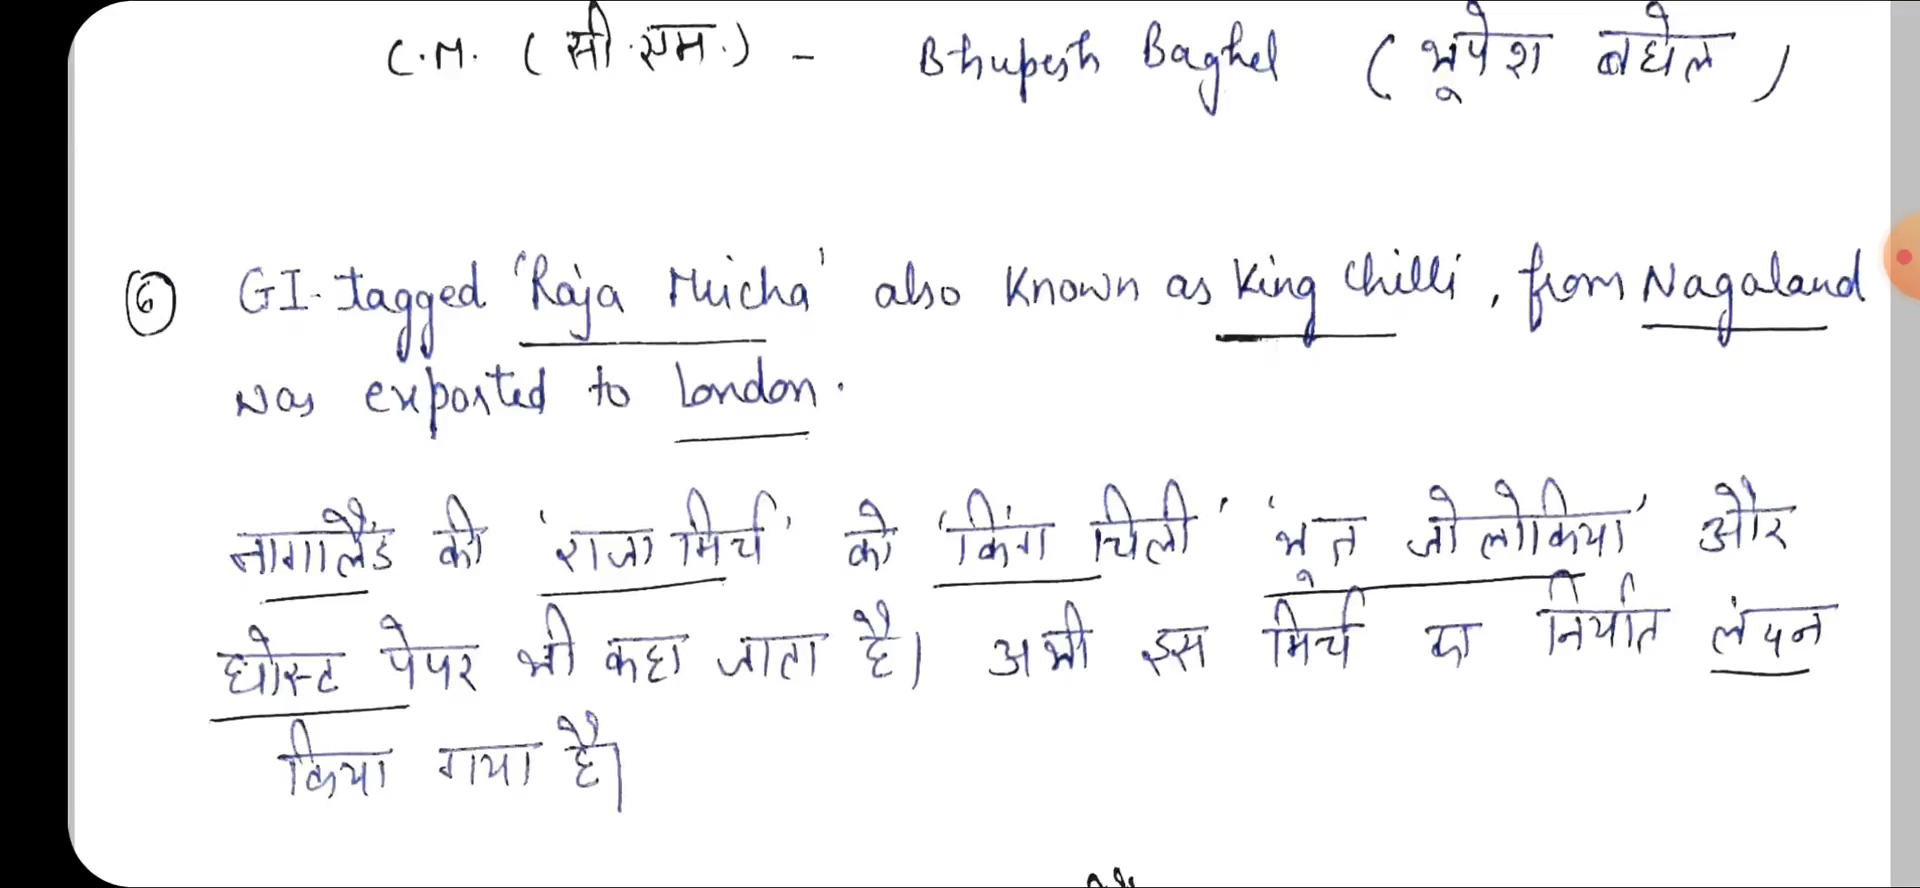 C.M. (सी.एम.) - Bhupesh Baghel (भूपेश बघेल)
⑥ GI-tagged 'Raja Mircha' also known as King Chilli, from Nagaland
was exported to London.
नागालैंड की 'राजा मिर्च' को 'किंग चिली' 'भूत जोलोकिया' और
घोस्ट पेपर भी कहा जाता है। अभी इस मिर्च का निर्यात लंदन
किया गया है।